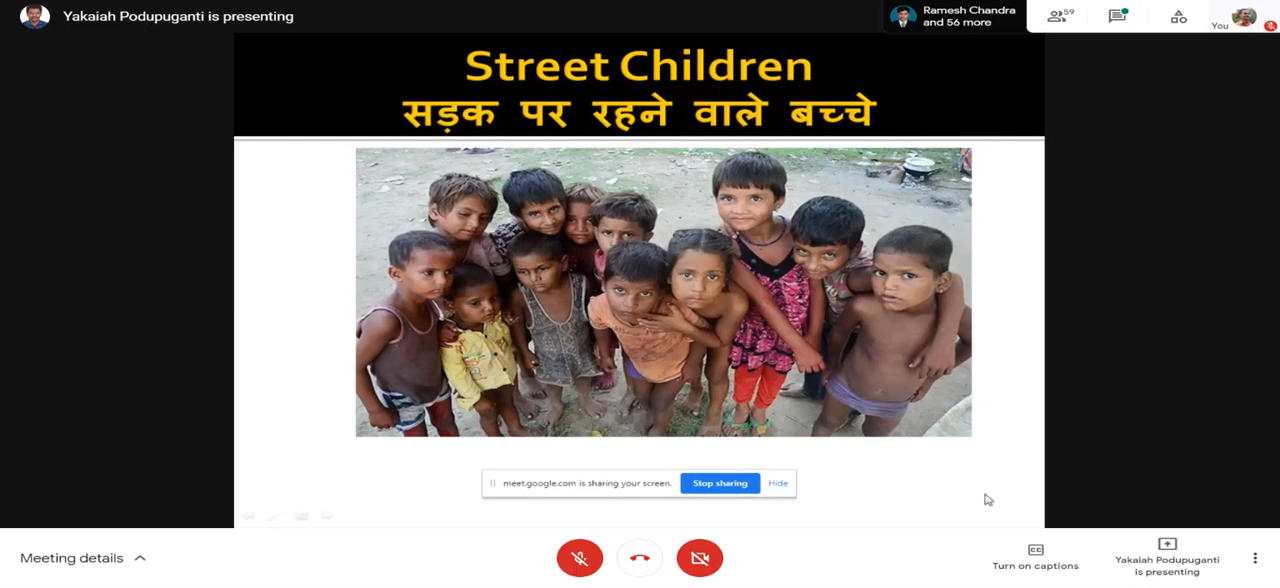 Yakaiah Podupuganti is presenting
Ramesh Chandra
and 56 more
59
You
Street Children
सड़क पर रहने वाले बच्चे
meet.google.com is sharing your screen.
Stop sharing
Hide
Meeting details
Turn on captions
Yakaiah Podupuganti
is presenting